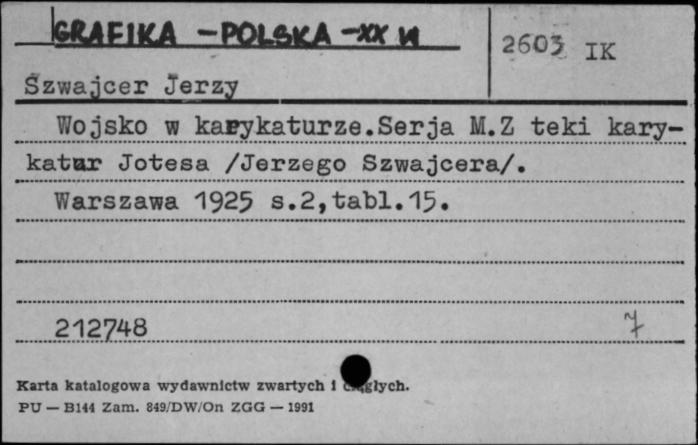 GRAFIKA - POLSKA - XX W
2603 IK
Szwajcer Jerzy
Wojsko w karykaturze.Serja M.Z teki kary-
katur Jotesa /Jerzego Szwajcera/.
Warszawa 1925 s.2,tabl.15.
212748
7
Karta katalogowa wydawnictw zwartych i ciągłych.
PU — B144 Zam. 849/DW/On ZGG — 1991